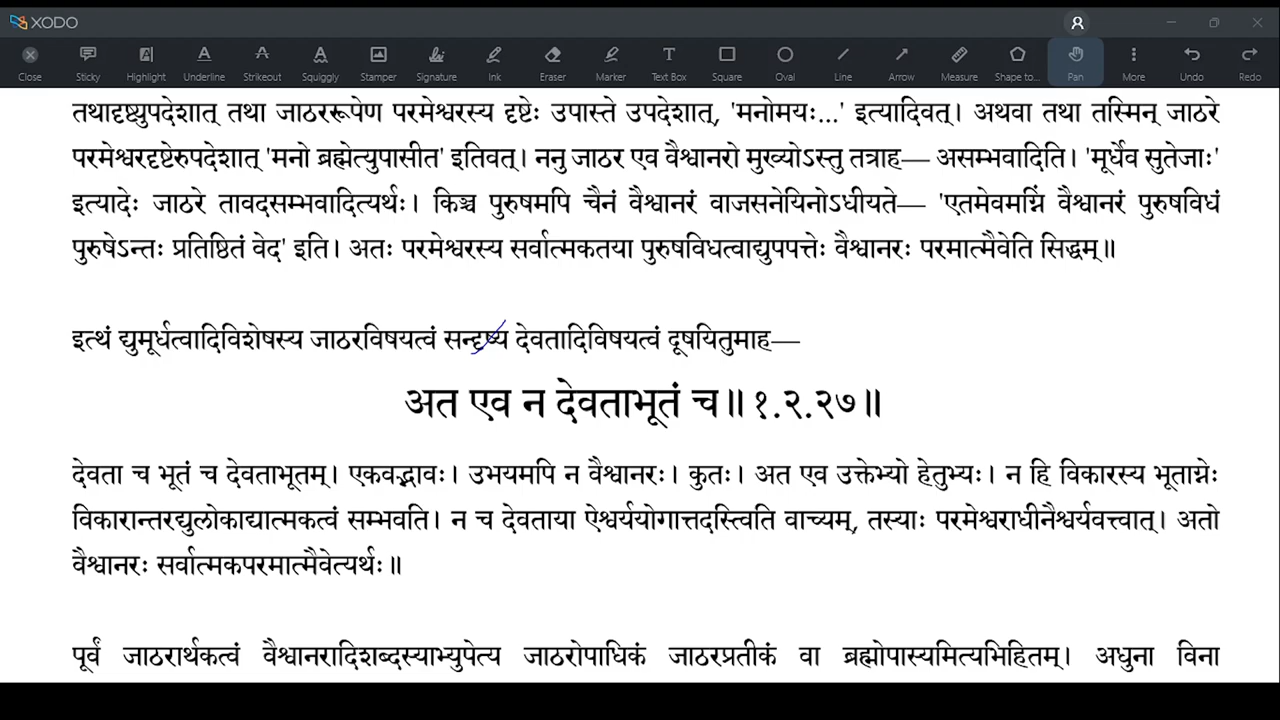 XODO
Close Sticky Highlight Underline Strikeout Squiggly Stamper Signature Ink Eraser Marker Text Box Square Oval Line Arrow Measure Shape to... Pan More Undo Redo
तथादृष्ट्युपदेशात् तथा जाठररूपेण परमेश्वरस्य दृष्टेः उपास्ते उपदेशात्, 'मनोमयः...' इत्यादिवत्। अथवा तथा तस्मिन् जाठरे
परमेश्वरदृष्टेरुपदेशात् 'मनो ब्रह्मेत्युपासीत' इतिवत्। ननु जाठर एव वैश्वानरो मुख्योऽस्तु तत्राह— असम्भवादिति। 'मूर्धैव सुतेजाः'
इत्यादेः जाठरे तावदसम्भवादित्यर्थः। किञ्च पुरुषमपि चैनं वैश्वानरं वाजसनेयिनोऽधीयते— 'एतमेवमग्निं वैश्वानरं पुरुषविधं
पुरुषेऽन्तः प्रतिष्ठितं वेद' इति। अतः परमेश्वरस्य सर्वात्मकतया पुरुषविधत्वाद्युपपत्तेः वैश्वानरः परमात्मैवेति सिद्धम्॥
इत्थं द्युमूर्धत्वादिविशेषस्य जाठरविषयत्वं सन्दृष्य देवतादिविषयत्वं दूषयितुमाह—
अत एव न देवताभूतं च॥ १.२.२७॥
देवता च भूतं च देवताभूतम्। एकवद्भावः। उभयमपि न वैश्वानरः। कुतः। अत एव उक्तेभ्यो हेतुभ्यः। न हि विकारस्य भूताग्नेः
विकारान्तरद्युलोकाद्यात्मकत्वं सम्भवति। न च देवताया ऐश्वर्ययोगात्तदस्त्विति वाच्यम्, तस्याः परमेश्वराधीनैश्वर्यवत्त्वात्। अतो
वैश्वानरः सर्वात्मकपरमात्मैवेत्यर्थः॥
पूर्वं जाठरार्थकत्वं वैश्वानरादिशब्दस्याभ्युपेत्य जाठरोपाधिकं जाठरप्रतीकं वा ब्रह्मोपास्यमित्यभिहितम्। अधुना विना